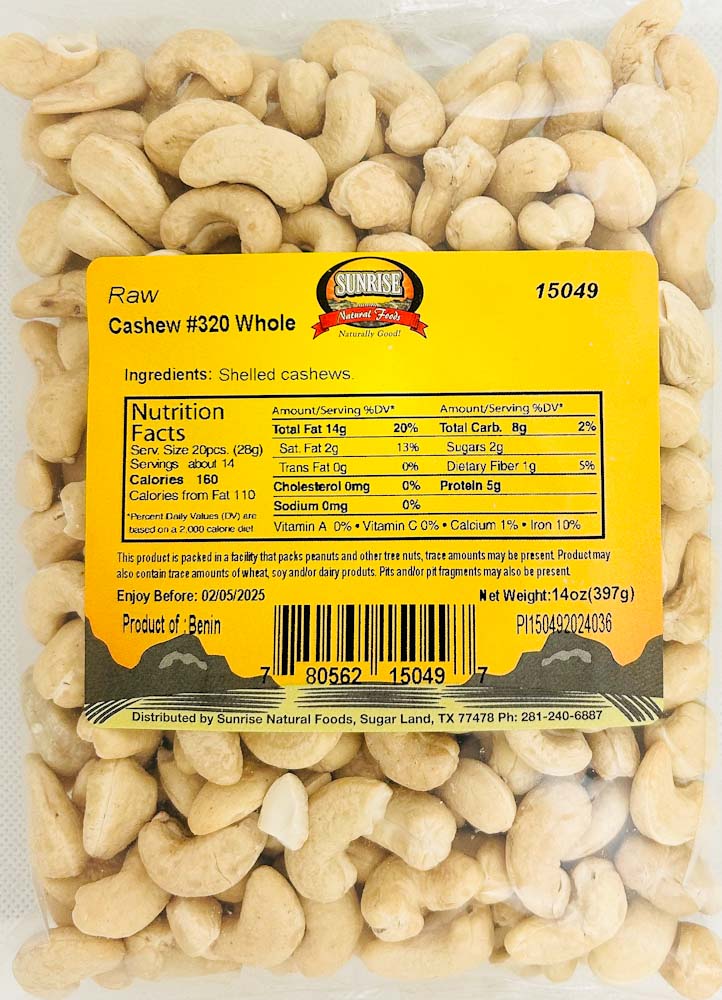 Raw
SUNRISE
Natural Foods
Naturally Good!
15049
Cashew #320 Whole
Ingredients: Shelled cashews.
Nutrition
Facts
Serv. Size 20pcs. (28g)
Servings about 14
Calories 160
Calories from Fat 110
*Percent Daily Values (DV) are
based on a 2,000 calorie diet
Amount/Serving %DV*
Total Fat 14g 20%
Sat. Fat 2g 13%
Trans Fat 0g 0%
Cholesterol 0mg 0%
Sodium 0mg 0%
Amount/Serving %DV*
Total Carb. 8g 2%
Sugars 2g
Dietary Fiber 1g 5%
Protein 5g
Vitamin A 0% • Vitamin C 0% • Calcium 1% • Iron 10%
This product is packed in a facility that packs peanuts and other tree nuts, trace amounts may be present. Product may
also contain trace amounts of wheat, soy and/or dairy produts. Pits and/or pit fragments may also be present.
Enjoy Before: 02/05/2025
Net Weight:14oz(397g)
Product of :Benin
PI150492024036
7 80562 15049 7
Distributed by Sunrise Natural Foods, Sugar Land, TX 77478 Ph: 281-240-6887